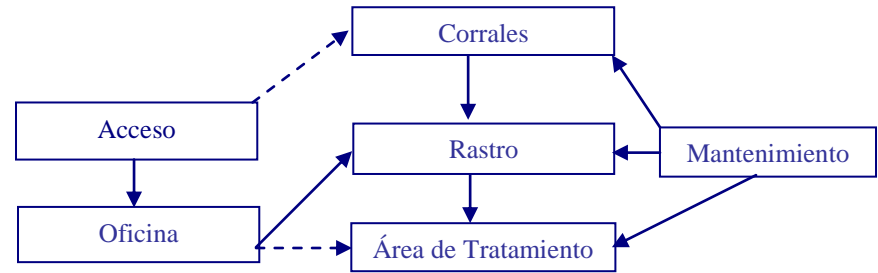 Corrales
Acceso
Rastro
Mantenimiento
Oficina
Área de Tratamiento